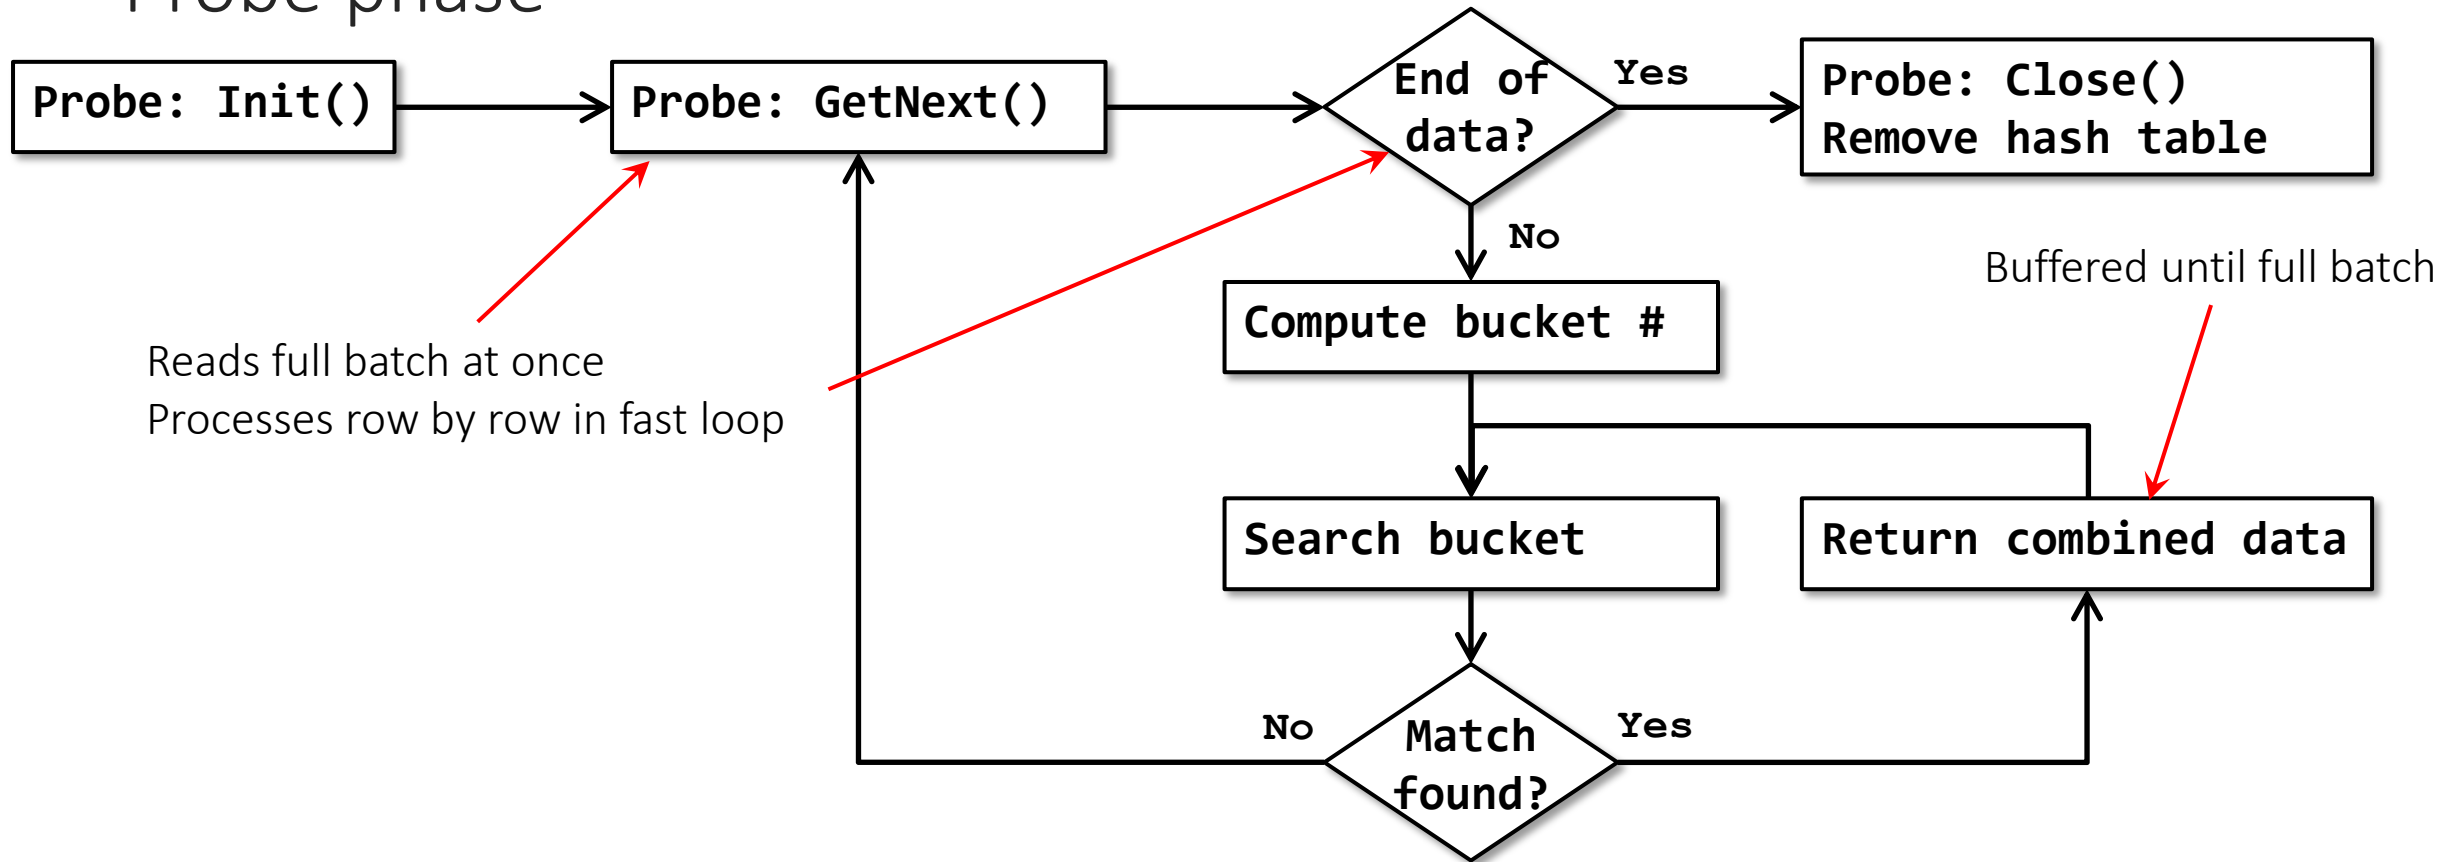 Probe phase
Probe: Init()
Probe: GetNext()
End of
data?
Yes
Probe: Close()
Remove hash table
No
Buffered until full batch
Compute bucket #
Reads full batch at once
Processes row by row in fast loop
Search bucket
Return combined data
No
Match
found?
Yes